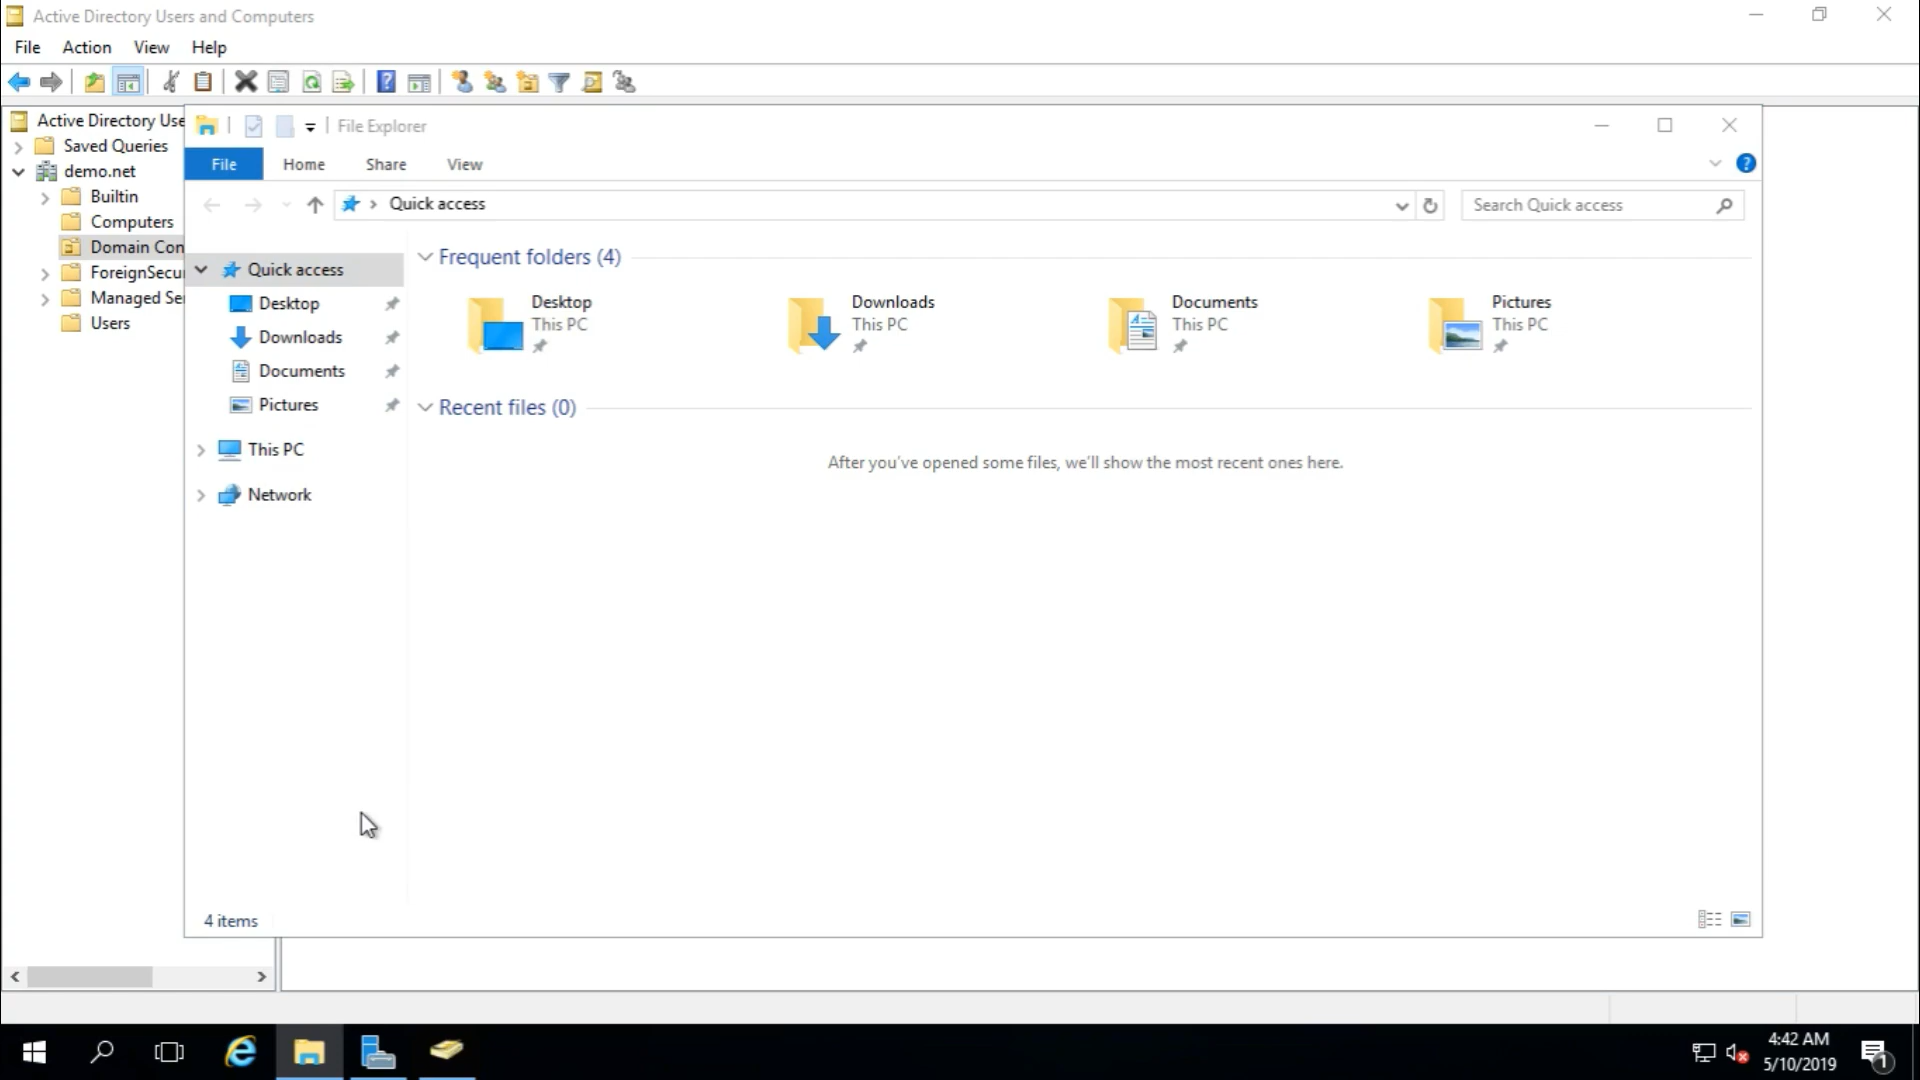 Active Directory Users and Computers
File Action View Help
Active Directory Use
Saved Queries
demo.net
Builtin
Computers
Domain Con
ForeignSecu
Managed Se
Users
File Explorer
File Home Share View
Quick access
Search Quick access
Quick access
Desktop
Downloads
Documents
Pictures
This PC
Network
Frequent folders (4)
Desktop
This PC
Downloads
This PC
Documents
This PC
Pictures
This PC
Recent files (0)
After you've opened some files, we'll show the most recent ones here.
4 items
4:42 AM
5/10/2019
1